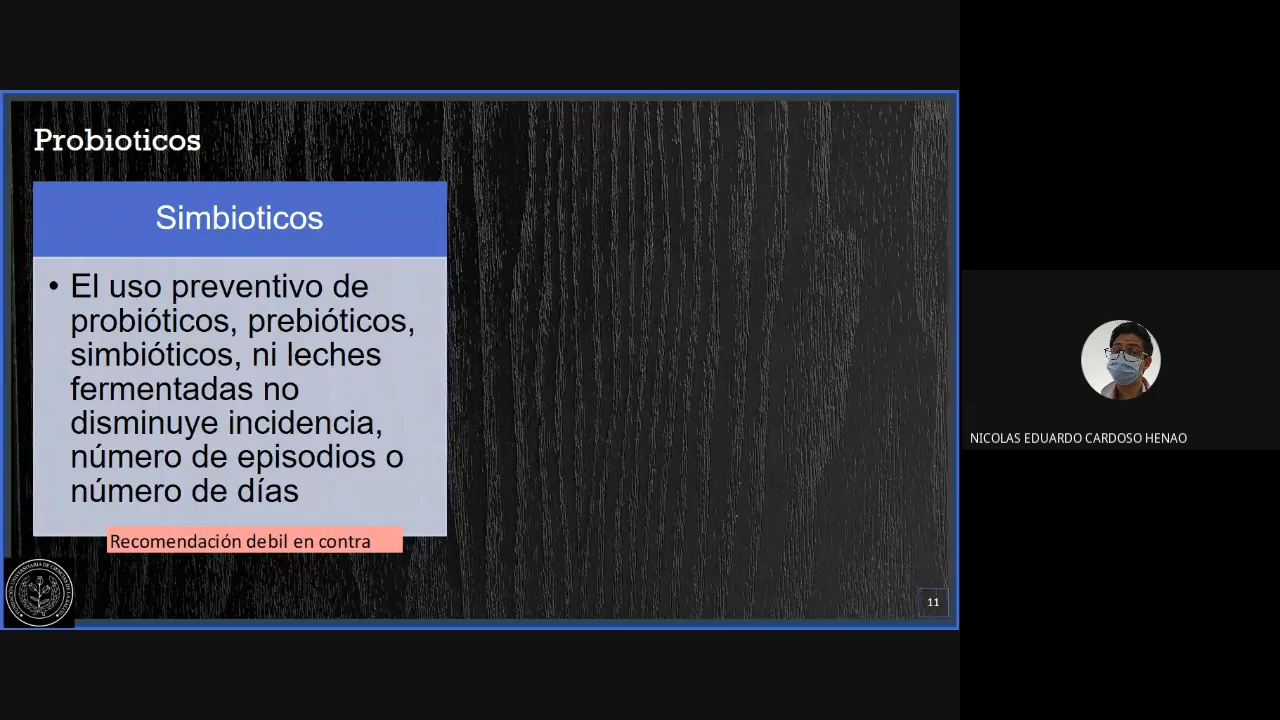 Probioticos
Simbioticos
• El uso preventivo de
probióticos, prebióticos,
simbióticos, ni leches
fermentadas no
disminuye incidencia,
número de episodios o
número de días
Recomendación debil en contra
11
NICOLAS EDUARDO CARDOSO HENAO